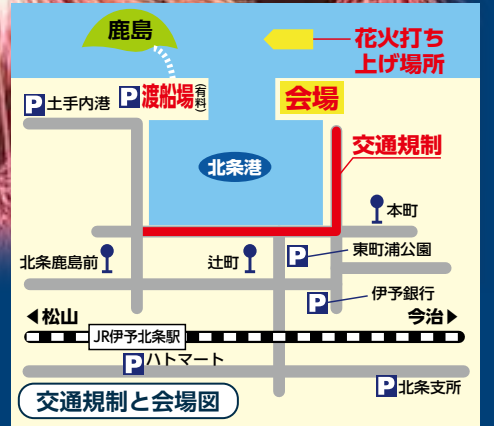 鹿島
花火打ち
上げ場所
P 土手内港
P 渡船場(有料)
会場
交通規制
北条港
本町
北条鹿島前
辻町
P
東町浦公園
P
伊予銀行
◀松山
今治▶
JR伊予北条駅
P ハトマート
P 北条支所
交通規制と会場図